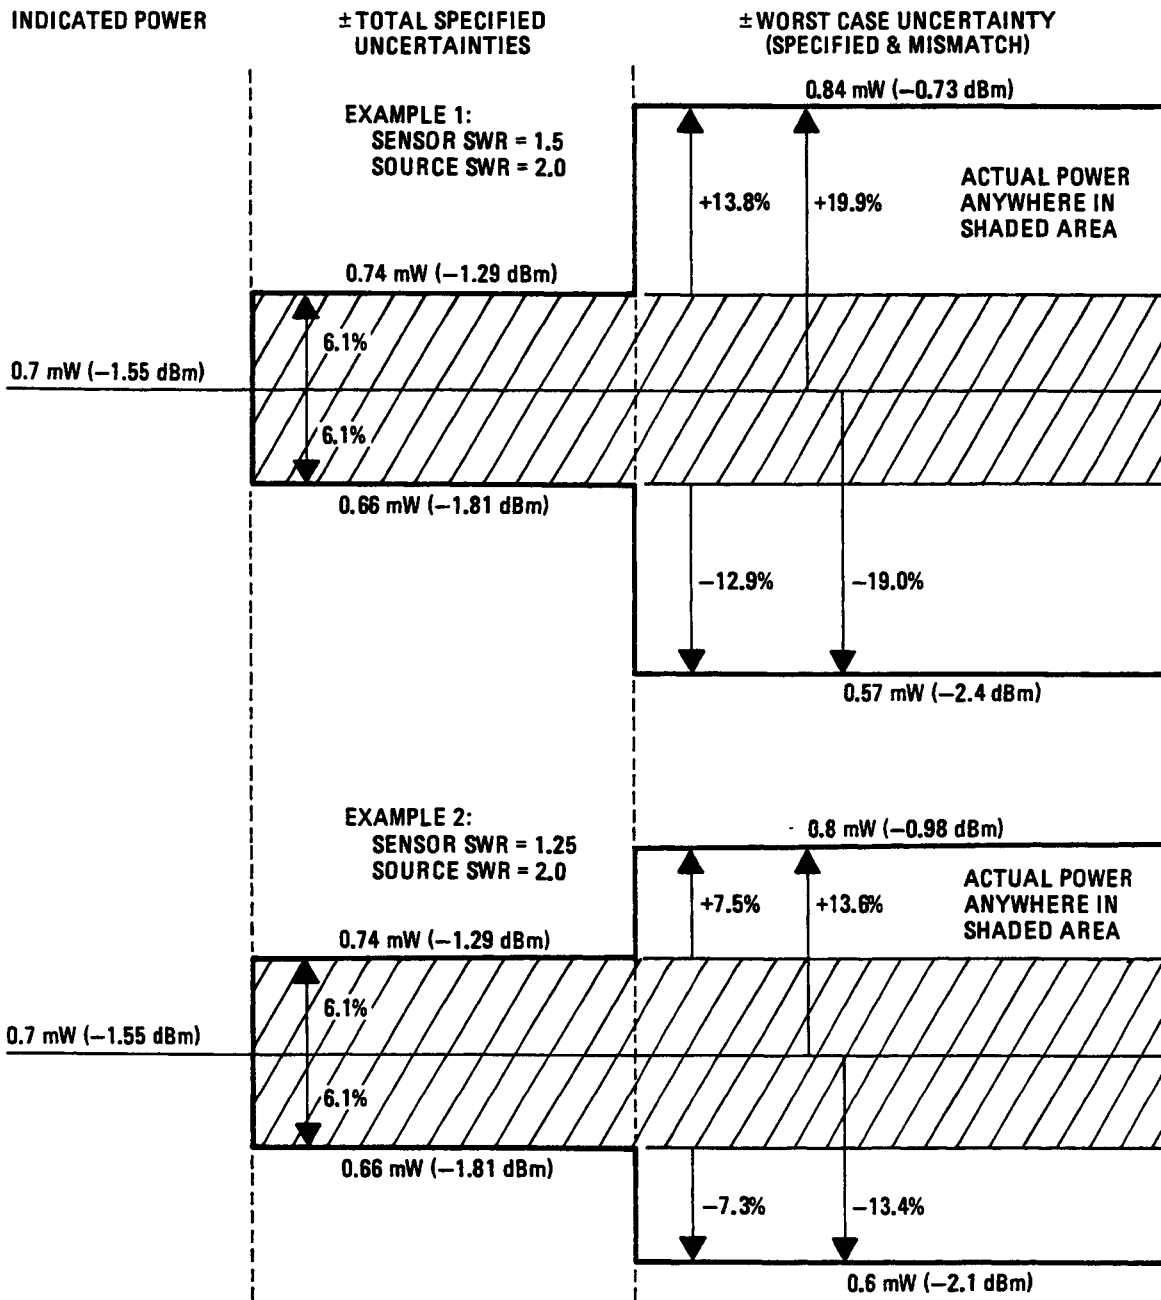 INDICATED POWER
±TOTAL SPECIFIED
UNCERTAINTIES
±WORST CASE UNCERTAINTY
(SPECIFIED & MISMATCH)
0.84 mW (−0.73 dBm)
EXAMPLE 1:
SENSOR SWR = 1.5
SOURCE SWR = 2.0
+13.8%
+19.9%
ACTUAL POWER
ANYWHERE IN
SHADED AREA
0.74 mW (−1.29 dBm)
6.1%
0.7 mW (−1.55 dBm)
6.1%
0.66 mW (−1.81 dBm)
−12.9%
−19.0%
0.57 mW (−2.4 dBm)
EXAMPLE 2:
SENSOR SWR = 1.25
SOURCE SWR = 2.0
0.8 mW (−0.98 dBm)
+7.5%
+13.6%
ACTUAL POWER
ANYWHERE IN
SHADED AREA
0.74 mW (−1.29 dBm)
6.1%
0.7 mW (−1.55 dBm)
6.1%
0.66 mW (−1.81 dBm)
−7.3%
−13.4%
0.6 mW (−2.1 dBm)